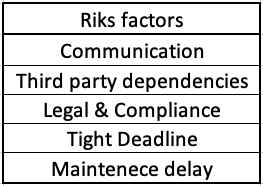 Riks factors
Communication
Third party dependencies
Legal & Compliance
Tight Deadline
Maintenece delay